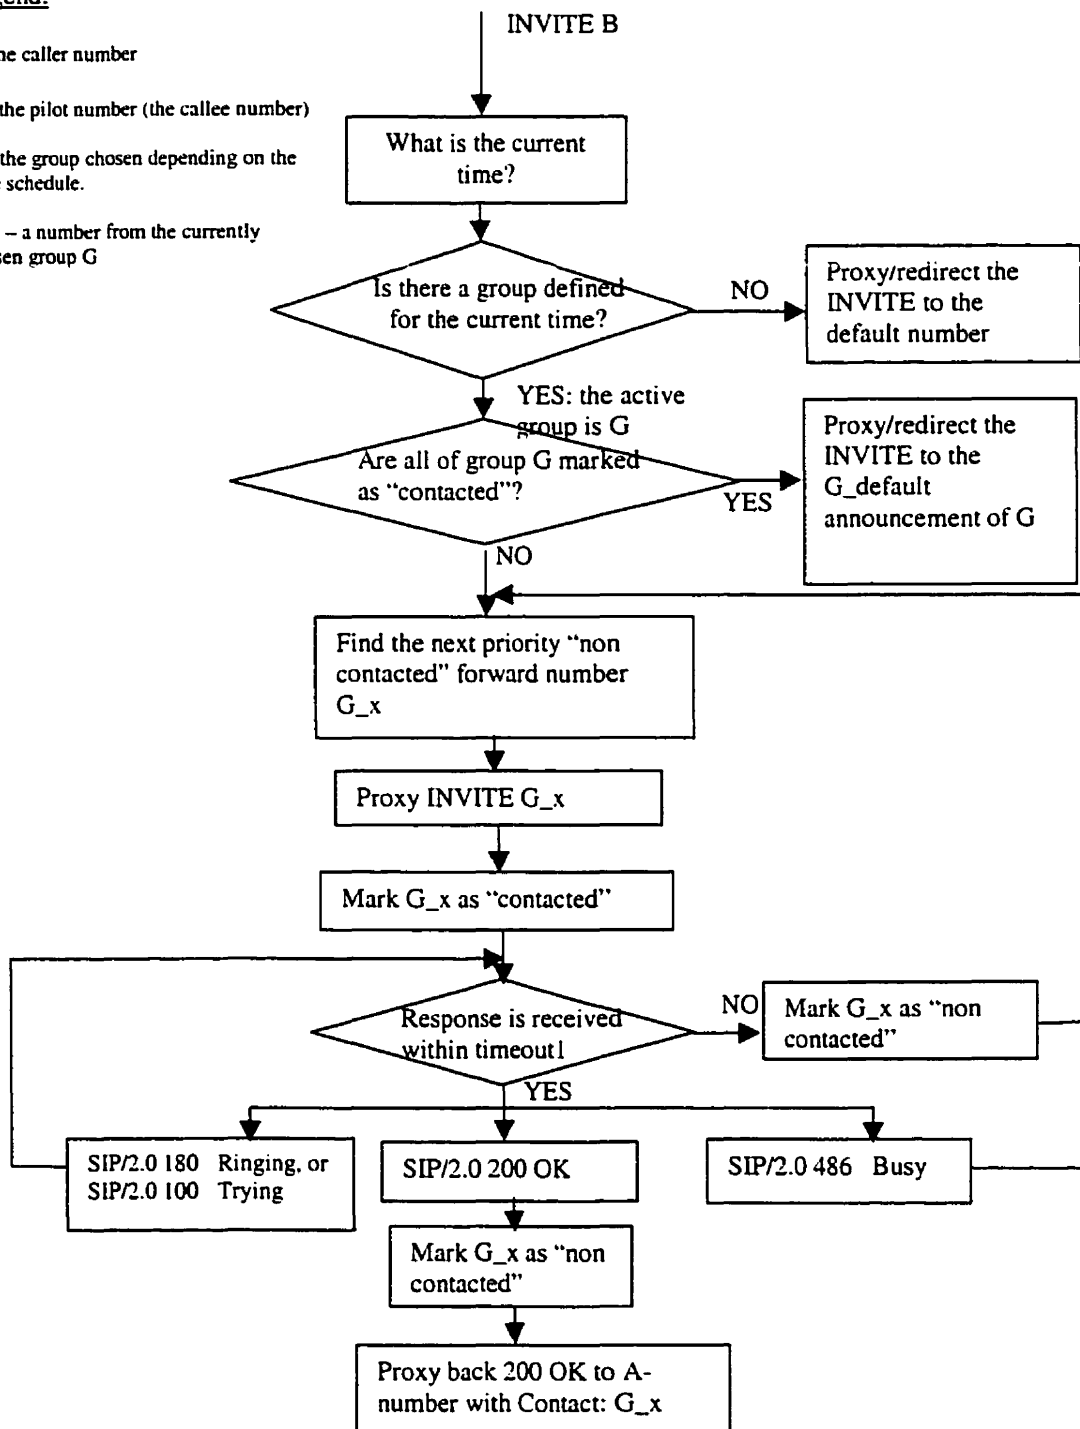 INVITE B
caller number
the pilot number (the callee number)
the group chosen depending on the
schedule.
– a number from the currently
group G
What is the current
time?
Is there a group defined
for the current time?
NO
Proxy/redirect the
INVITE to the
default number
YES: the active
group is G
Are all of group G marked
as “contacted”?
YES
Proxy/redirect the
INVITE to the
G_default
announcement of G
NO
Find the next priority “non
contacted” forward number
G_x
Proxy INVITE G_x
Mark G_x as “contacted”
Response is received
within timeout1
NO
Mark G_x as “non
contacted”
YES
SIP/2.0 180 Ringing, or
SIP/2.0 100 Trying
SIP/2.0 200 OK
SIP/2.0 486 Busy
Mark G_x as “non
contacted”
Proxy back 200 OK to A-
number with Contact: G_x